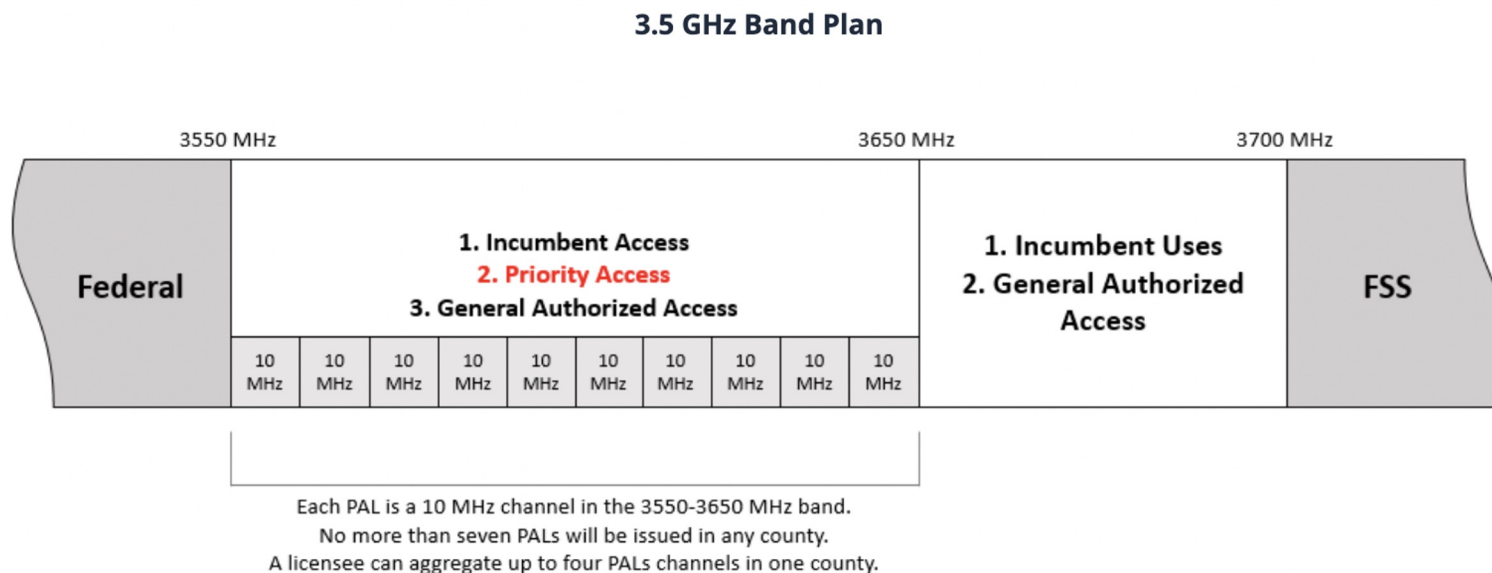 3.5 GHz Band Plan
3550 MHz
3650 MHz
3700 MHz
Federal
1. Incumbent Access
2. Priority Access
3. General Authorized Access
10 MHz
10 MHz
10 MHz
10 MHz
10 MHz
10 MHz
10 MHz
10 MHz
10 MHz
10 MHz
1. Incumbent Uses
2. General Authorized
Access
FSS
Each PAL is a 10 MHz channel in the 3550-3650 MHz band.
No more than seven PALs will be issued in any county.
A licensee can aggregate up to four PALs channels in one county.